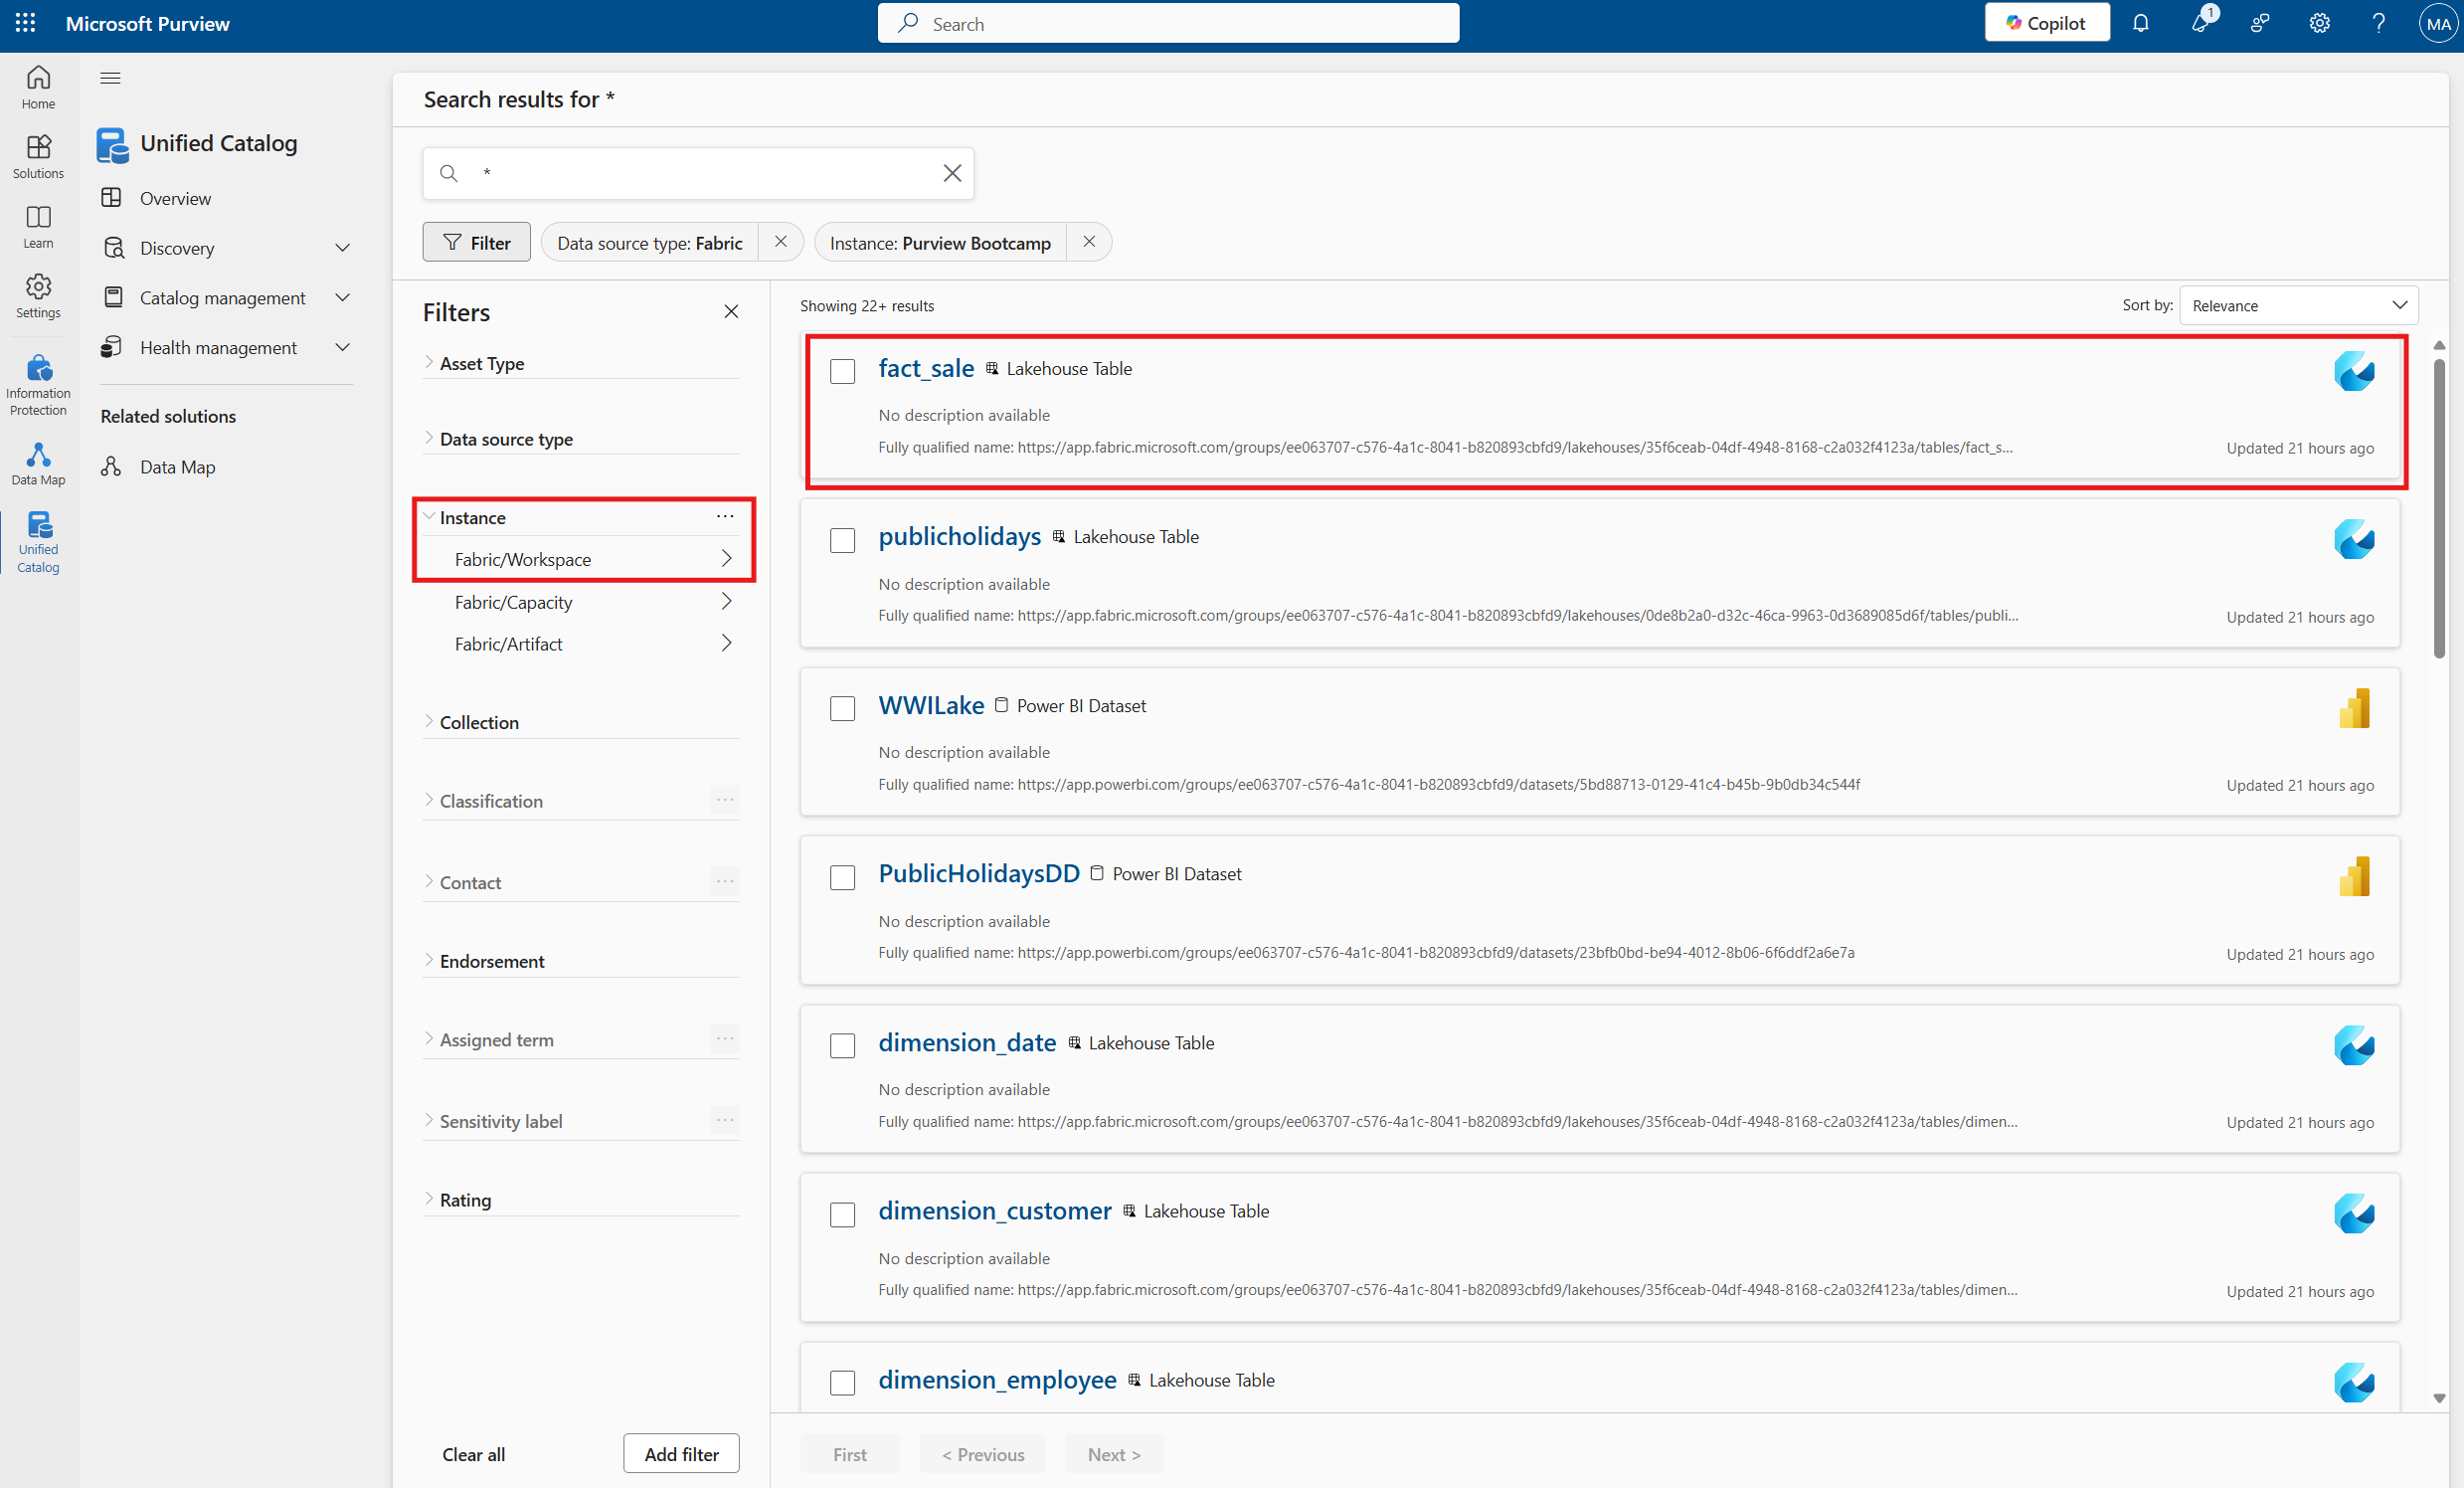 Microsoft Purview
Search
Copilot
1
MA
Home
Solutions
Learn
Settings
Information
Protection
Data Map
Unified
Catalog
Unified Catalog
Overview
Discovery
Catalog management
Health management
Related solutions
Data Map
Search results for *
*
Filter
Data source type: Fabric
Instance: Purview Bootcamp
Filters
Asset Type
Data source type
Instance
Fabric/Workspace
Fabric/Capacity
Fabric/Artifact
Collection
Classification
Contact
Endorsement
Assigned term
Sensitivity label
Rating
Clear all
Add filter
Showing 22+ results
Sort by: Relevance
fact_sale Lakehouse Table
No description available
Fully qualified name: https://app.fabric.microsoft.com/groups/ee063707-c576-4a1c-8041-b820893cbfd9/lakehouses/35f6ceab-04df-4948-8168-c2a032f4123a/tables/fact_s...
Updated 21 hours ago
publicholidays Lakehouse Table
No description available
Fully qualified name: https://app.fabric.microsoft.com/groups/ee063707-c576-4a1c-8041-b820893cbfd9/lakehouses/0de8b2a0-d32c-46ca-9963-0d3689085d6f/tables/publi...
Updated 21 hours ago
WWILake Power BI Dataset
No description available
Fully qualified name: https://app.powerbi.com/groups/ee063707-c576-4a1c-8041-b820893cbfd9/datasets/5bd88713-0129-41c4-b45b-9b0db34c544f
Updated 21 hours ago
PublicHolidaysDD Power BI Dataset
No description available
Fully qualified name: https://app.powerbi.com/groups/ee063707-c576-4a1c-8041-b820893cbfd9/datasets/23bfb0bd-be94-4012-8b06-6f6ddf2a6e7a
Updated 21 hours ago
dimension_date Lakehouse Table
No description available
Fully qualified name: https://app.fabric.microsoft.com/groups/ee063707-c576-4a1c-8041-b820893cbfd9/lakehouses/35f6ceab-04df-4948-8168-c2a032f4123a/tables/dimen...
Updated 21 hours ago
dimension_customer Lakehouse Table
No description available
Fully qualified name: https://app.fabric.microsoft.com/groups/ee063707-c576-4a1c-8041-b820893cbfd9/lakehouses/35f6ceab-04df-4948-8168-c2a032f4123a/tables/dimen...
Updated 21 hours ago
dimension_employee Lakehouse Table
First
< Previous
Next >